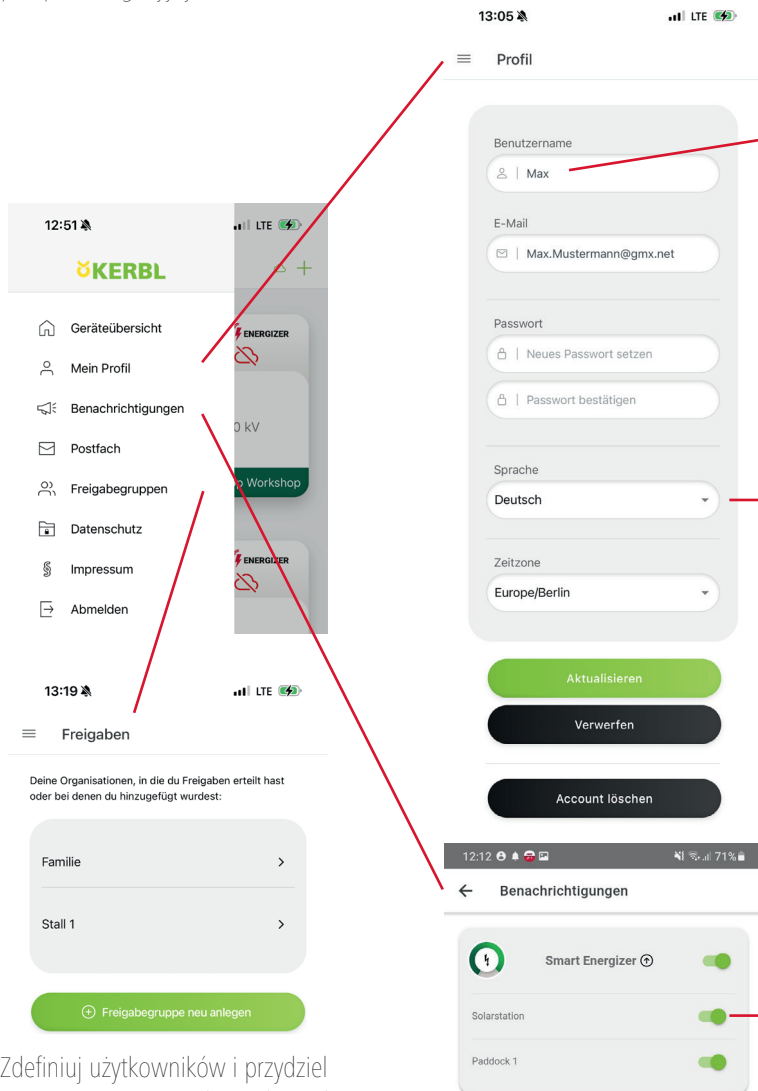 13:05
LTE
Profil
Benutzername
Max
E-Mail
Max.Mustermann@gmx.net
Passwort
Neues Passwort setzen
Passwort bestätigen
Sprache
Deutsch
Zeitzone
Europe/Berlin
Aktualisieren
Verwerfen
Account löschen
12:51
LTE
KERBL
Geräteübersicht
Mein Profil
Benachrichtigungen
Postfach
Freigabegruppen
Datenschutz
Impressum
Abmelden
ENERGIZER
0 kV
Workshop
ENERGIZER
13:19
LTE
Freigaben
Deine Organisationen, in die du Freigaben erteilt hast
oder bei denen du hinzugefügt wurdest:
Familie
Stall 1
Freigabegruppe neu anlegen
12:12
71%
Benachrichtigungen
Smart Energizer
Solarstation
Paddock 1
Zdefiniuj użytkowników i przydziel